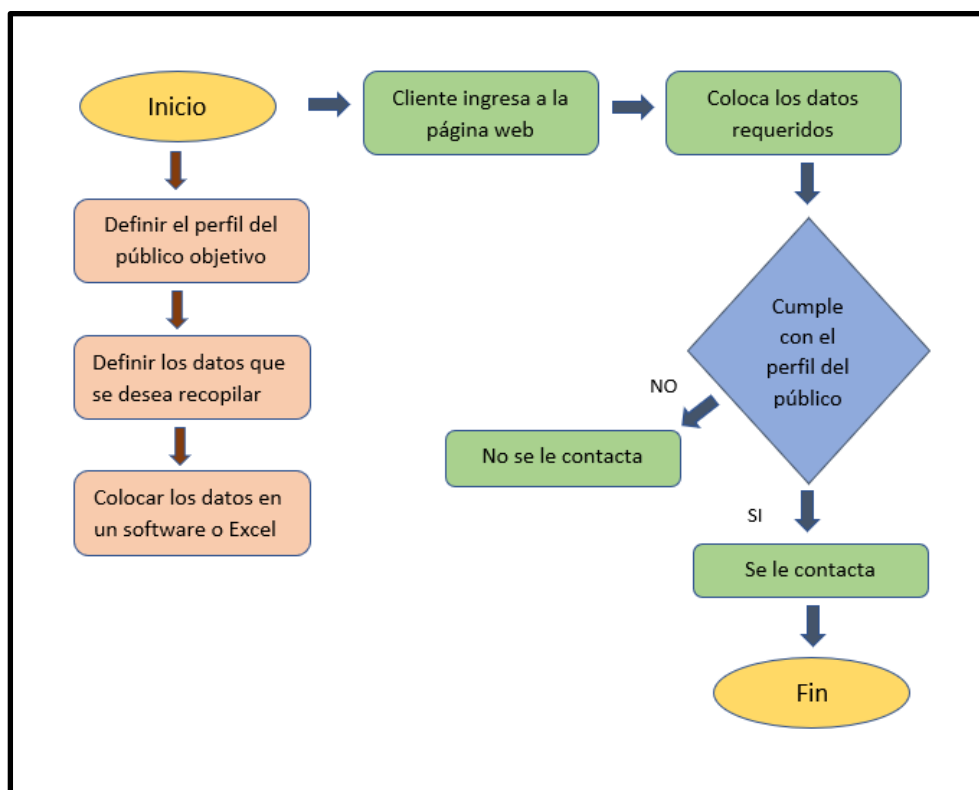 Inicio
Cliente ingresa a la
página web
Coloca los datos
requeridos
Definir el perfil del
público objetivo
Definir los datos que
se desea recopilar
Colocar los datos en
un software o Excel
Cumple
con el
perfil del
público
NO
No se le contacta
SI
Se le contacta
Fin